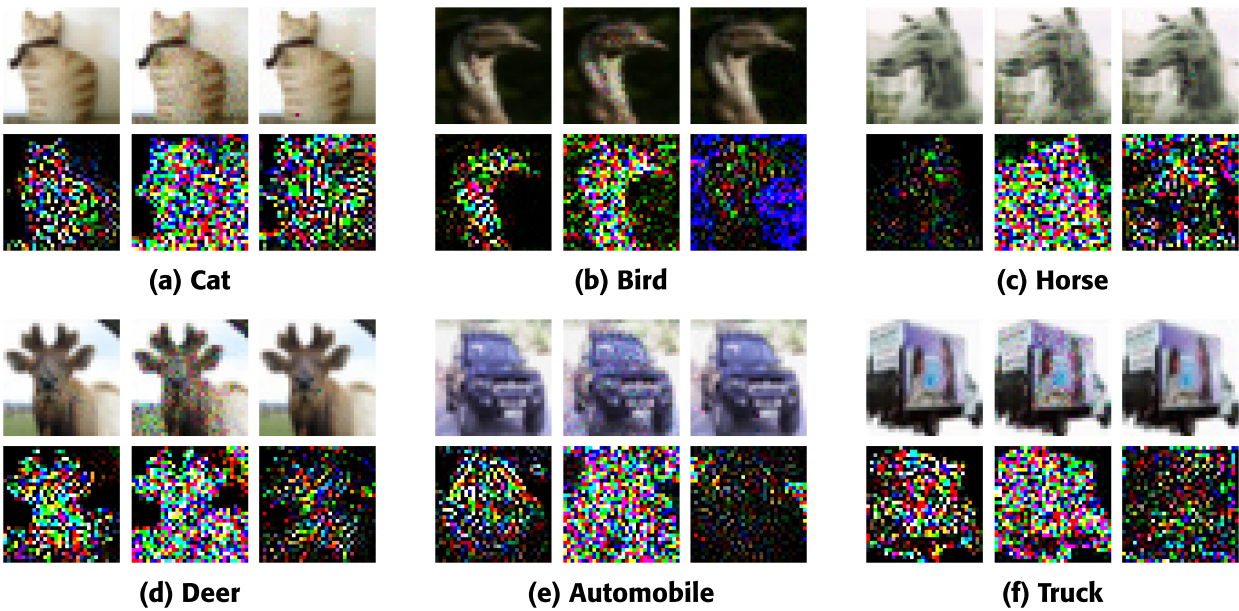 (a) Cat
(b) Bird
(c) Horse
(d) Deer
(e) Automobile
(f) Truck